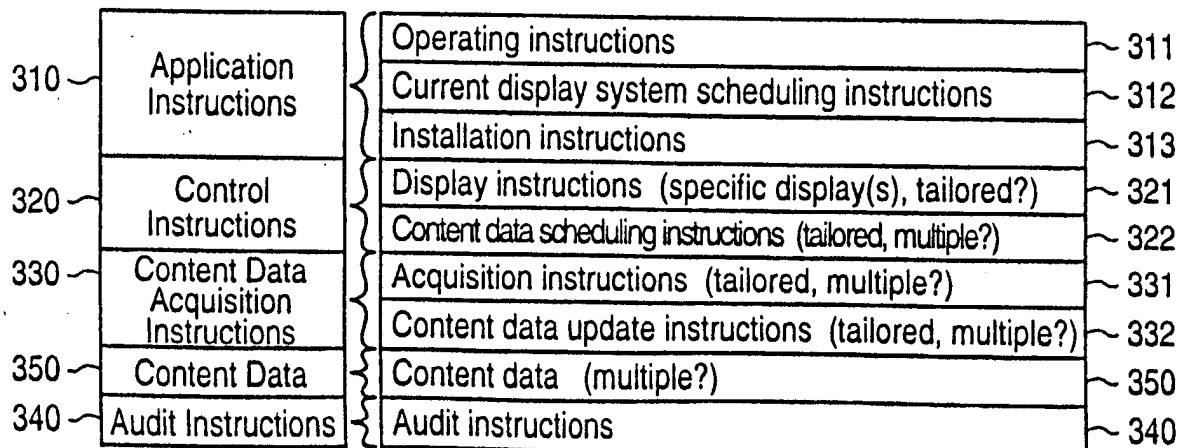 310 Application Instructions
Operating instructions 311
Current display system scheduling instructions 312
Installation instructions 313
320 Control Instructions
Display instructions (specific display(s), tailored?) 321
Content data scheduling instructions (tailored, multiple?) 322
330 Content Data Acquisition Instructions
Acquisition instructions (tailored, multiple?) 331
Content data update instructions (tailored, multiple?) 332
350 Content Data
Content data (multiple?) 350
340 Audit Instructions
Audit instructions 340